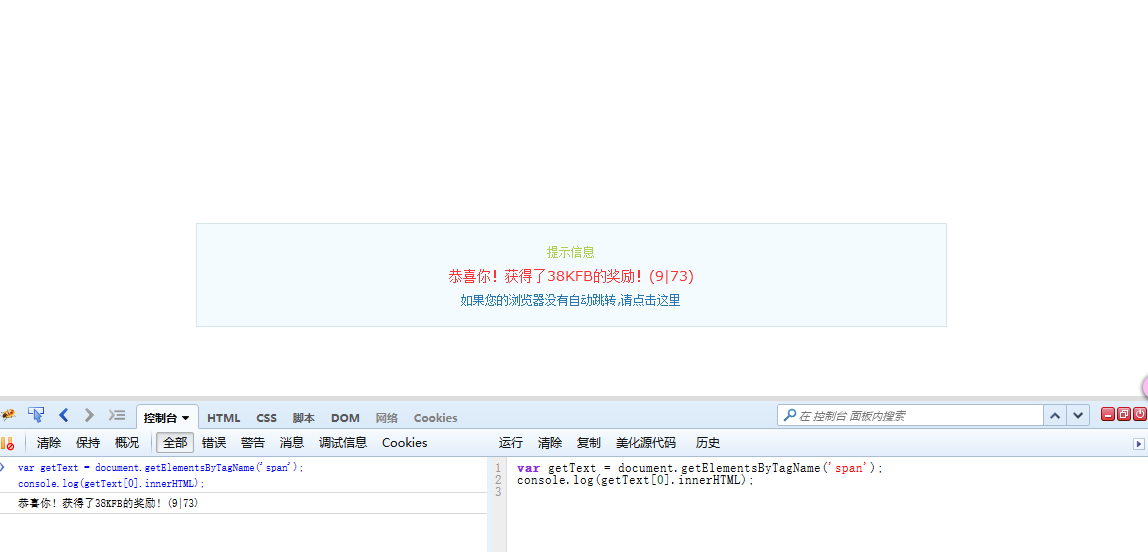 提示信息
恭喜你！获得了38KFB的奖励！(9|73)
如果您的浏览器没有自动跳转,请点击这里
控制台 HTML CSS 脚本 DOM 网络 Cookies 在 控制台 面板内搜索
清除 保持 概况 全部 错误 警告 消息 调试信息 Cookies 运行 清除 复制 美化源代码 历史
var getText = document.getElementsByTagName('span');
console.log(getText[0].innerHTML);
恭喜你！获得了38KFB的奖励！(9|73)
1 var getText = document.getElementsByTagName('span');
2 console.log(getText[0].innerHTML);
3